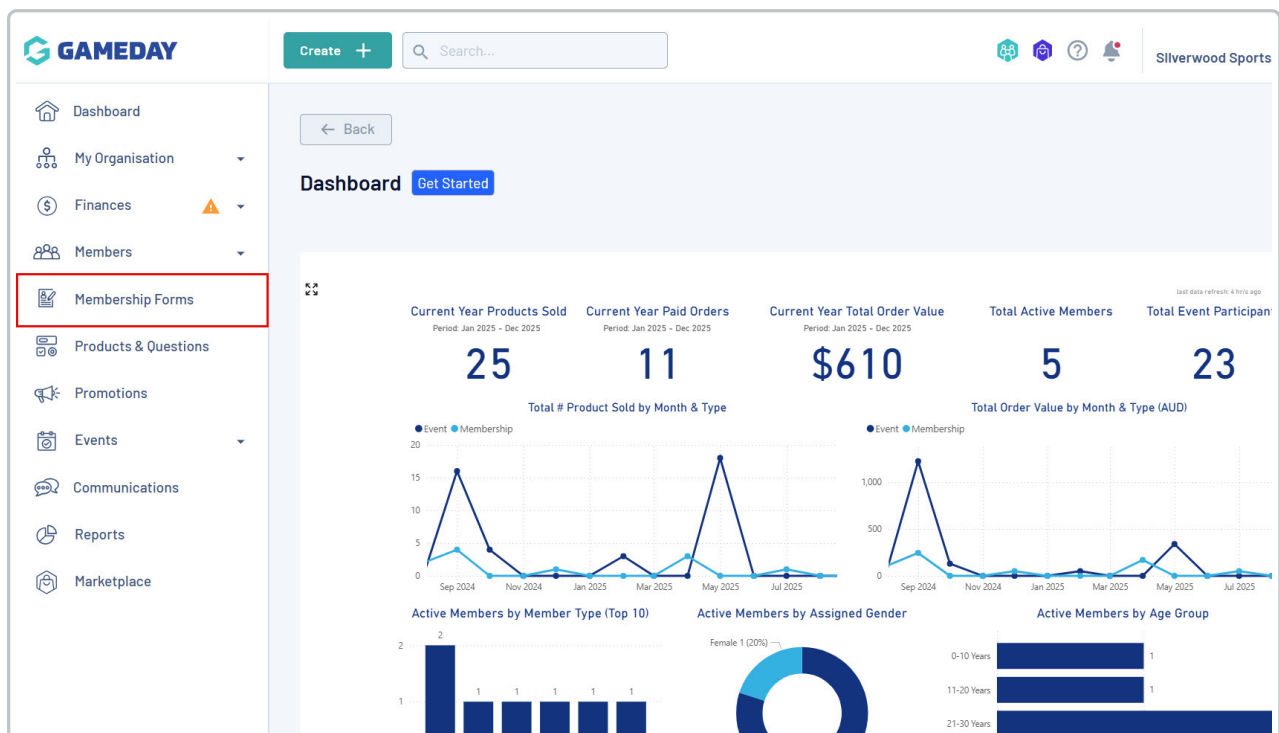 GAMEDAY
Create +
Search...
Silverwood Sports
Dashboard
My Organisation
Finances
Members
Membership Forms
Products & Questions
Promotions
Events
Communications
Reports
Marketplace
← Back
Dashboard Get Started
last data refresh: 4 hrs ago
Current Year Products Sold
Period: Jan 2025 - Dec 2025
25
Current Year Paid Orders
Period: Jan 2025 - Dec 2025
11
Current Year Total Order Value
Period: Jan 2025 - Dec 2025
$610
Total Active Members
5
Total Event Participan
23
Total # Product Sold by Month & Type
Event Membership
20
15
10
5
0
Sep 2024 Nov 2024 Jan 2025 Mar 2025 May 2025 Jul 2025
Total Order Value by Month & Type (AUD)
Event Membership
1,000
500
0
Sep 2024 Nov 2024 Jan 2025 Mar 2025 May 2025 Jul 2025
Active Members by Member Type (Top 10)
2
2
1 1 1 1 1
1
Active Members by Assigned Gender
Female 1 (20%)
Active Members by Age Group
0-10 Years 1
11-20 Years 1
21-30 Years